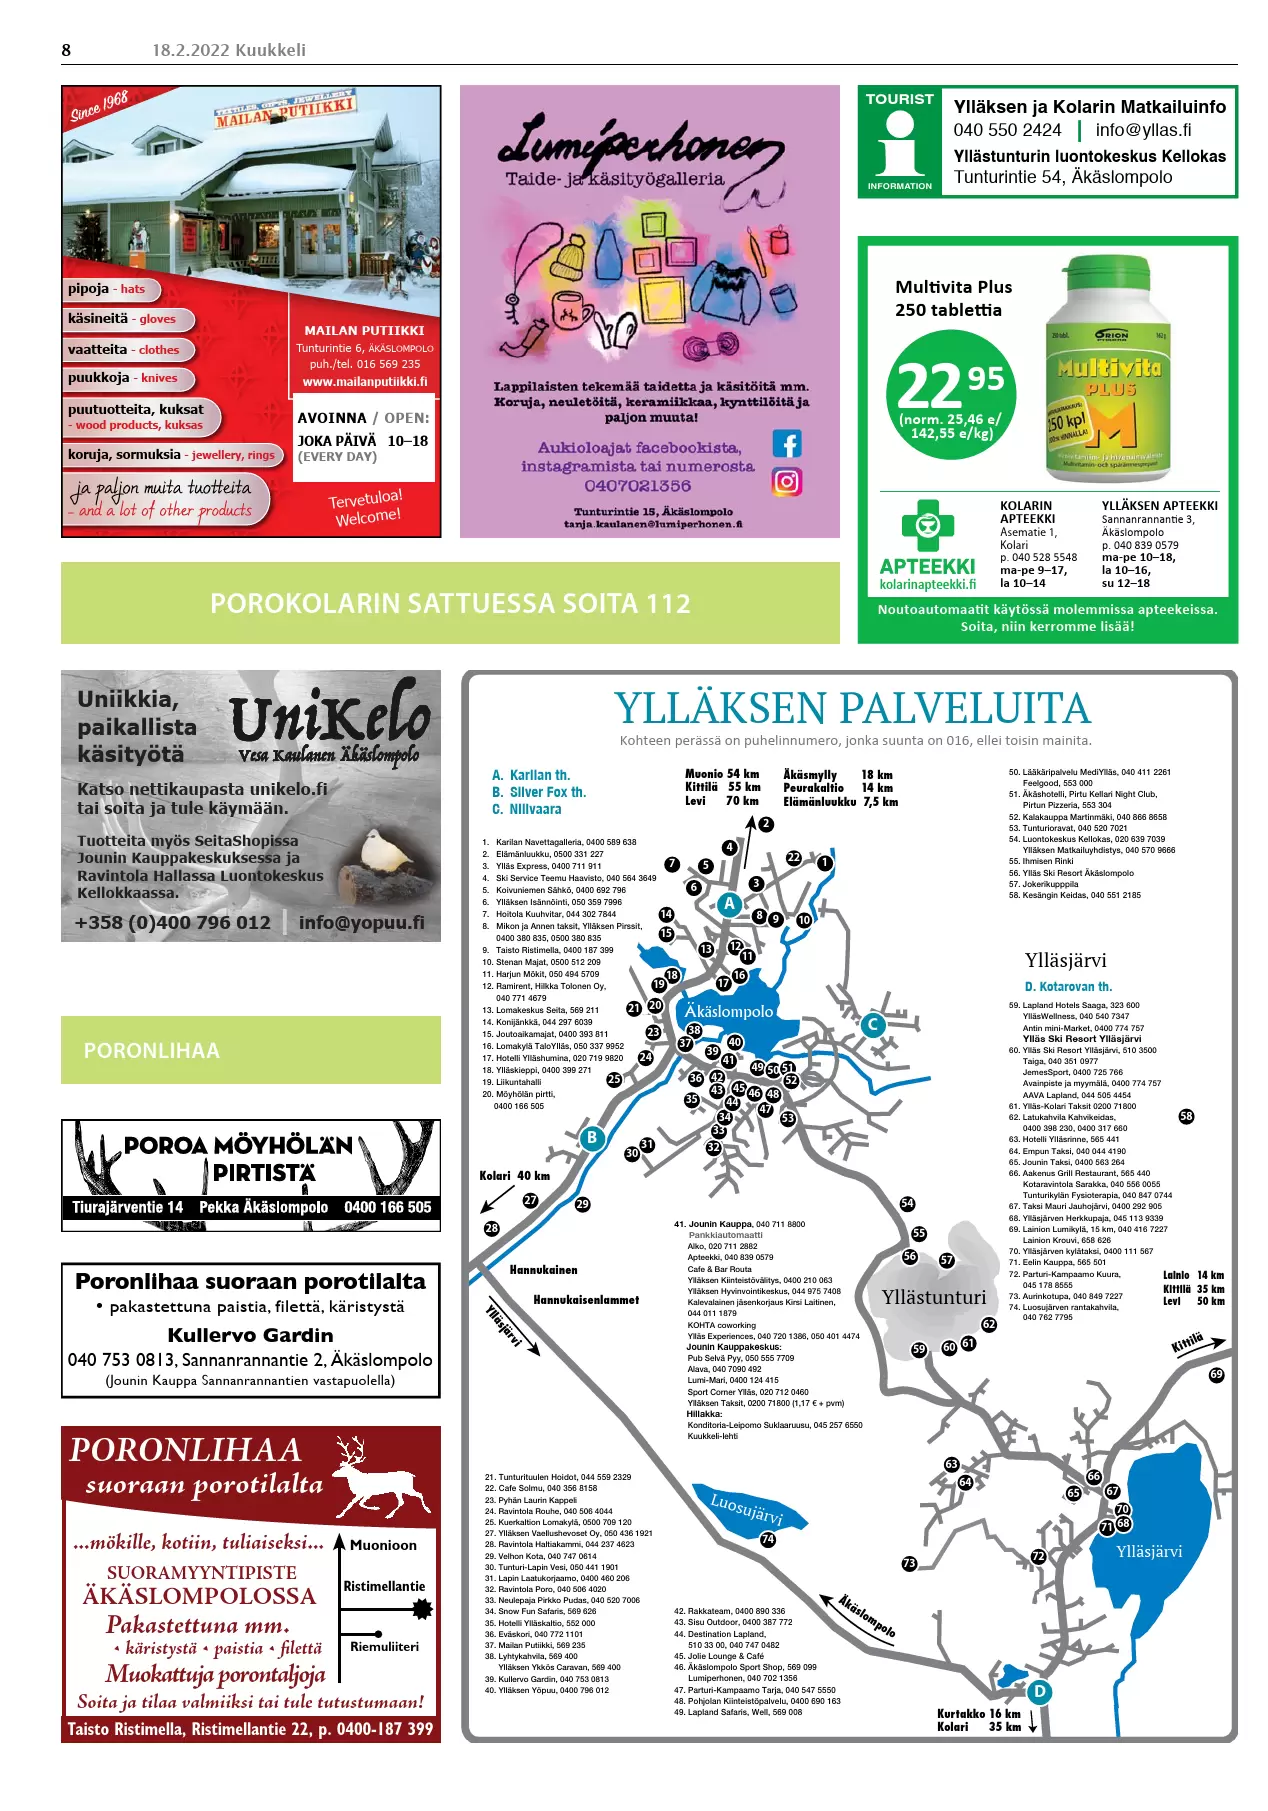 8
18.2.2022 Kuukkeli
Since 1968
TEXTILES, GIFTS, JEWELLERY
MAILAN PUTIIKKI
pipoja - hats
käsineitä - gloves
vaatteita - clothes
puukkoja - knives
puutuotteita, kuksat
- wood products, kuksas
koruja, sormuksia - jewellery, rings
ja paljon muita tuotteita
- and a lot of other products
MAILAN PUTIIKKI
Tunturintie 6, ÄKÄSLOMPOLO
puh./tel. 016 569 235
www.mailanputiikki.fi
AVOINNA / OPEN:
JOKA PÄIVÄ 10–18
(EVERY DAY)
Tervetuloa!
Welcome!
Lumiperhonen
Taide- ja käsityögalleria
Lappilaisten tekemää taidetta ja käsitöitä mm.
Koruja, neuletöitä, keramiikkaa, kynttilöitä ja
paljon muuta!
Aukioloajat facebookista,
instagramista tai numerosta
0407021356
Tunturintie 15, Äkäslompolo
tanja.kaulanen@lumiperhonen.fi
TOURIST
INFORMATION
Ylläksen ja Kolarin Matkailuinfo
040 550 2424 | info@yllas.fi
Yllästunturin luontokeskus Kellokas
Tunturintie 54, Äkäslompolo
Multivita Plus
250 tablettia
22 95
(norm. 25,46 e/
142,55 e/kg)
ORION
Multivita
PLUS
250 kpl
M
APTEEKKI
kolarinapteekki.fi
KOLARIN
APTEEKKI
Asematie 1,
Kolari
p. 040 528 5548
ma-pe 9–17,
la 10–14
YLLÄKSEN APTEEKKI
Sannanrannantie 3,
Äkäslompolo
p. 040 839 0579
ma-pe 10–18,
la 10–16,
su 12–18
Noutoautomaatit käytössä molemmissa apteekeissa.
Soita, niin kerromme lisää!
POROKOLARIN SATTUESSA SOITA 112
Uniikkia,
paikallista
käsityötä
UniKelo
Vesa Kaulanen Äkäslompolo
Katso nettikaupasta unikelo.fi
tai soita ja tule käymään.
Tuotteita myös SeitaShopissa
Jounin Kauppakeskuksessa ja
Ravintola Hallassa Luontokeskus
Kellokkaassa.
+358 (0)400 796 012 | info@yopuu.fi
PORONLIHAA
POROA MÖYHÖLÄN
PIRTISTÄ
Tiurajärventie 14 Pekka Äkäslompolo 0400 166 505
Poronlihaa suoraan porotilalta
• pakastettuna paistia, filettä, käristystä
Kullervo Gardin
040 753 0813, Sannanrannantie 2, Äkäslompolo
(Jounin Kauppa Sannanrannantien vastapuolella)
PORONLIHAA
suoraan porotilalta
...mökille, kotiin, tuliaiseksi...
SUORAMYYNTIPISTE
ÄKÄSLOMPOLOSSA
Pakastettuna mm.
• käristystä • paistia • filettä
Muokattuja porontaljoja
Soita ja tilaa valmiiksi tai tule tutustumaan!
Muonioon
Ristimellantie
Riemuliiteri
Taisto Ristimella, Ristimellantie 22, p. 0400-187 399
YLLÄKSEN PALVELUITA
Kohteen perässä on puhelinnumero, jonka suunta on 016, ellei toisin mainita.
A. Karilan th.
B. Silver Fox th.
C. Niilivaara
Muonio 54 km
Kittilä 55 km
Levi 70 km
Äkäsmylly 18 km
Peurakaltio 14 km
Elämänluukku 7,5 km
1. Karilan Navettagalleria, 0400 589 638
2. Elämänluukku, 0500 331 227
3. Ylläs Express, 0400 711 911
4. Ski Service Teemu Haavisto, 040 564 3649
5. Koivuniemen Sähkö, 0400 692 796
6. Ylläksen Isännöinti, 050 359 7996
7. Hoitola Kuuhvitar, 044 302 7844
8. Mikon ja Annen taksit, Ylläksen Pirssit,
0400 380 835, 0500 380 835
9. Taisto Ristimella, 0400 187 399
10. Stenan Majat, 0500 512 209
11. Harjun Mökit, 050 494 5709
12. Ramirent, Hilkka Tolonen Oy,
040 771 4679
13. Lomakeskus Seita, 569 211
14. Konijänkkä, 044 297 6039
15. Joutoaikamajat, 0400 393 811
16. Lomakylä TaloYlläs, 050 337 9952
17. Hotelli Ylläshumina, 020 719 9820
18. Ylläskieppi, 0400 399 271
19. Liikuntahalli
20. Möyhölän pirtti,
0400 166 505
50. Lääkäripalvelu MediYlläs, 040 411 2261
Feelgood, 553 000
51. Äkäshotelli, Pirtu Kellari Night Club,
Pirtun Pizzeria, 553 304
52. Kalakauppa Martinmäki, 040 866 8658
53. Tunturioravat, 040 520 7021
54. Luontokeskus Kellokas, 020 639 7039
Ylläksen Matkailuyhdistys, 040 570 9666
55. Ihmisen Rinki
56. Ylläs Ski Resort Äkäslompolo
57. Jokerikupppila
58. Kesängin Keidas, 040 551 2185
Ylläsjärvi
D. Kotarovan th.
59. Lapland Hotels Saaga, 323 600
YlläsWellness, 040 540 7347
Antin mini-Market, 0400 774 757
Ylläs Ski Resort Ylläsjärvi
60. Ylläs Ski Resort Ylläsjärvi, 510 3500
Taiga, 040 351 0977
JemesSport, 0400 725 766
Avainpiste ja myymälä, 0400 774 757
AAVA Lapland, 044 505 4454
61. Ylläs-Kolari Taksit 0200 71800
62. Latukahvila Kahvikeidas,
0400 398 230, 0400 317 660
63. Hotelli Ylläsrinne, 565 441
64. Empun Taksi, 040 044 4190
65. Jounin Taksi, 0400 563 264
66. Aakenus Grill Restaurant, 565 440
Kotaravintola Sarakka, 040 556 0055
Tunturikylän Fysioterapia, 040 847 0744
67. Taksi Mauri Jauhojärvi, 0400 292 905
68. Ylläsjärven Herkkupaja, 045 113 9339
69. Lainion Lumikylä, 15 km, 040 416 7227
Lainion Krouvi, 658 626
70. Ylläsjärven kylätaksi, 0400 111 567
71. Eelin Kauppa, 565 501
72. Parturi-Kampaamo Kuura,
045 178 8555
73. Aurinkotupa, 040 849 7227
74. Luosujärven rantakahvila,
040 762 7795
Lainio 14 km
Kittilä 35 km
Levi 50 km
Kittilä
Äkäslompolo
Kolari 40 km
Hannukainen
Hannukaisenlammet
Ylläsjärvi
Yllästunturi
41. Jounin Kauppa, 040 711 8800
Pankkiautomaatti
Alko, 020 711 2882
Apteekki, 040 839 0579
Cafe & Bar Routa
Ylläksen Kiinteistövälitys, 0400 210 063
Ylläksen Hyvinvointikeskus, 044 975 7408
Kalevalainen jäsenkorjaus Kirsi Laitinen,
044 011 1879
KOHTA coworking
Ylläs Experiences, 040 720 1386, 050 401 4474
Jounin Kauppakeskus:
Pub Selvä Pyy, 050 555 7709
Alava, 040 7090 492
Lumi-Mari, 0400 124 415
Sport Corner Ylläs, 020 712 0460
Ylläksen Taksit, 0200 71800 (1,17 € + pvm)
Hillakka:
Konditoria-Leipomo Suklaaruusu, 045 257 6550
Kuukkeli-lehti
21. Tunturituulen Hoidot, 044 559 2329
22. Cafe Solmu, 040 356 8158
23. Pyhän Laurin Kappeli
24. Ravintola Rouhe, 040 506 4044
25. Kuerkaltion Lomakylä, 0500 709 120
27. Ylläksen Vaellushevoset Oy, 050 436 1921
28. Ravintola Haltiakammi, 044 237 4623
29. Velhon Kota, 040 747 0614
30. Tunturi-Lapin Vesi, 050 441 1901
31. Lapin Laatukorjaamo, 0400 460 206
32. Ravintola Poro, 040 506 4020
33. Neulepaja Pirkko Pudas, 040 520 7006
34. Snow Fun Safaris, 569 626
35. Hotelli Ylläskaltio, 552 000
36. Eväskori, 040 772 1101
37. Mailan Putiikki, 569 235
38. Lyhtykahvila, 569 400
Ylläksen Ykkös Caravan, 569 400
39. Kullervo Gardin, 040 753 0813
40. Ylläksen Yöpuu, 0400 796 012
42. Rakkateam, 0400 890 336
43. Sisu Outdoor, 0400 387 772
44. Destination Lapland,
510 33 00, 040 747 0482
45. Jolie Lounge & Café
46. Äkäslompolo Sport Shop, 569 099
Lumiperhonen, 040 702 1356
47. Parturi-Kampaamo Tarja, 040 547 5550
48. Pohjolan Kiinteistöpalvelu, 0400 690 163
49. Lapland Safaris, Well, 569 008
Luosujärvi
Äkäslompolo
Ylläsjärvi
Kurtakko 16 km
Kolari 35 km